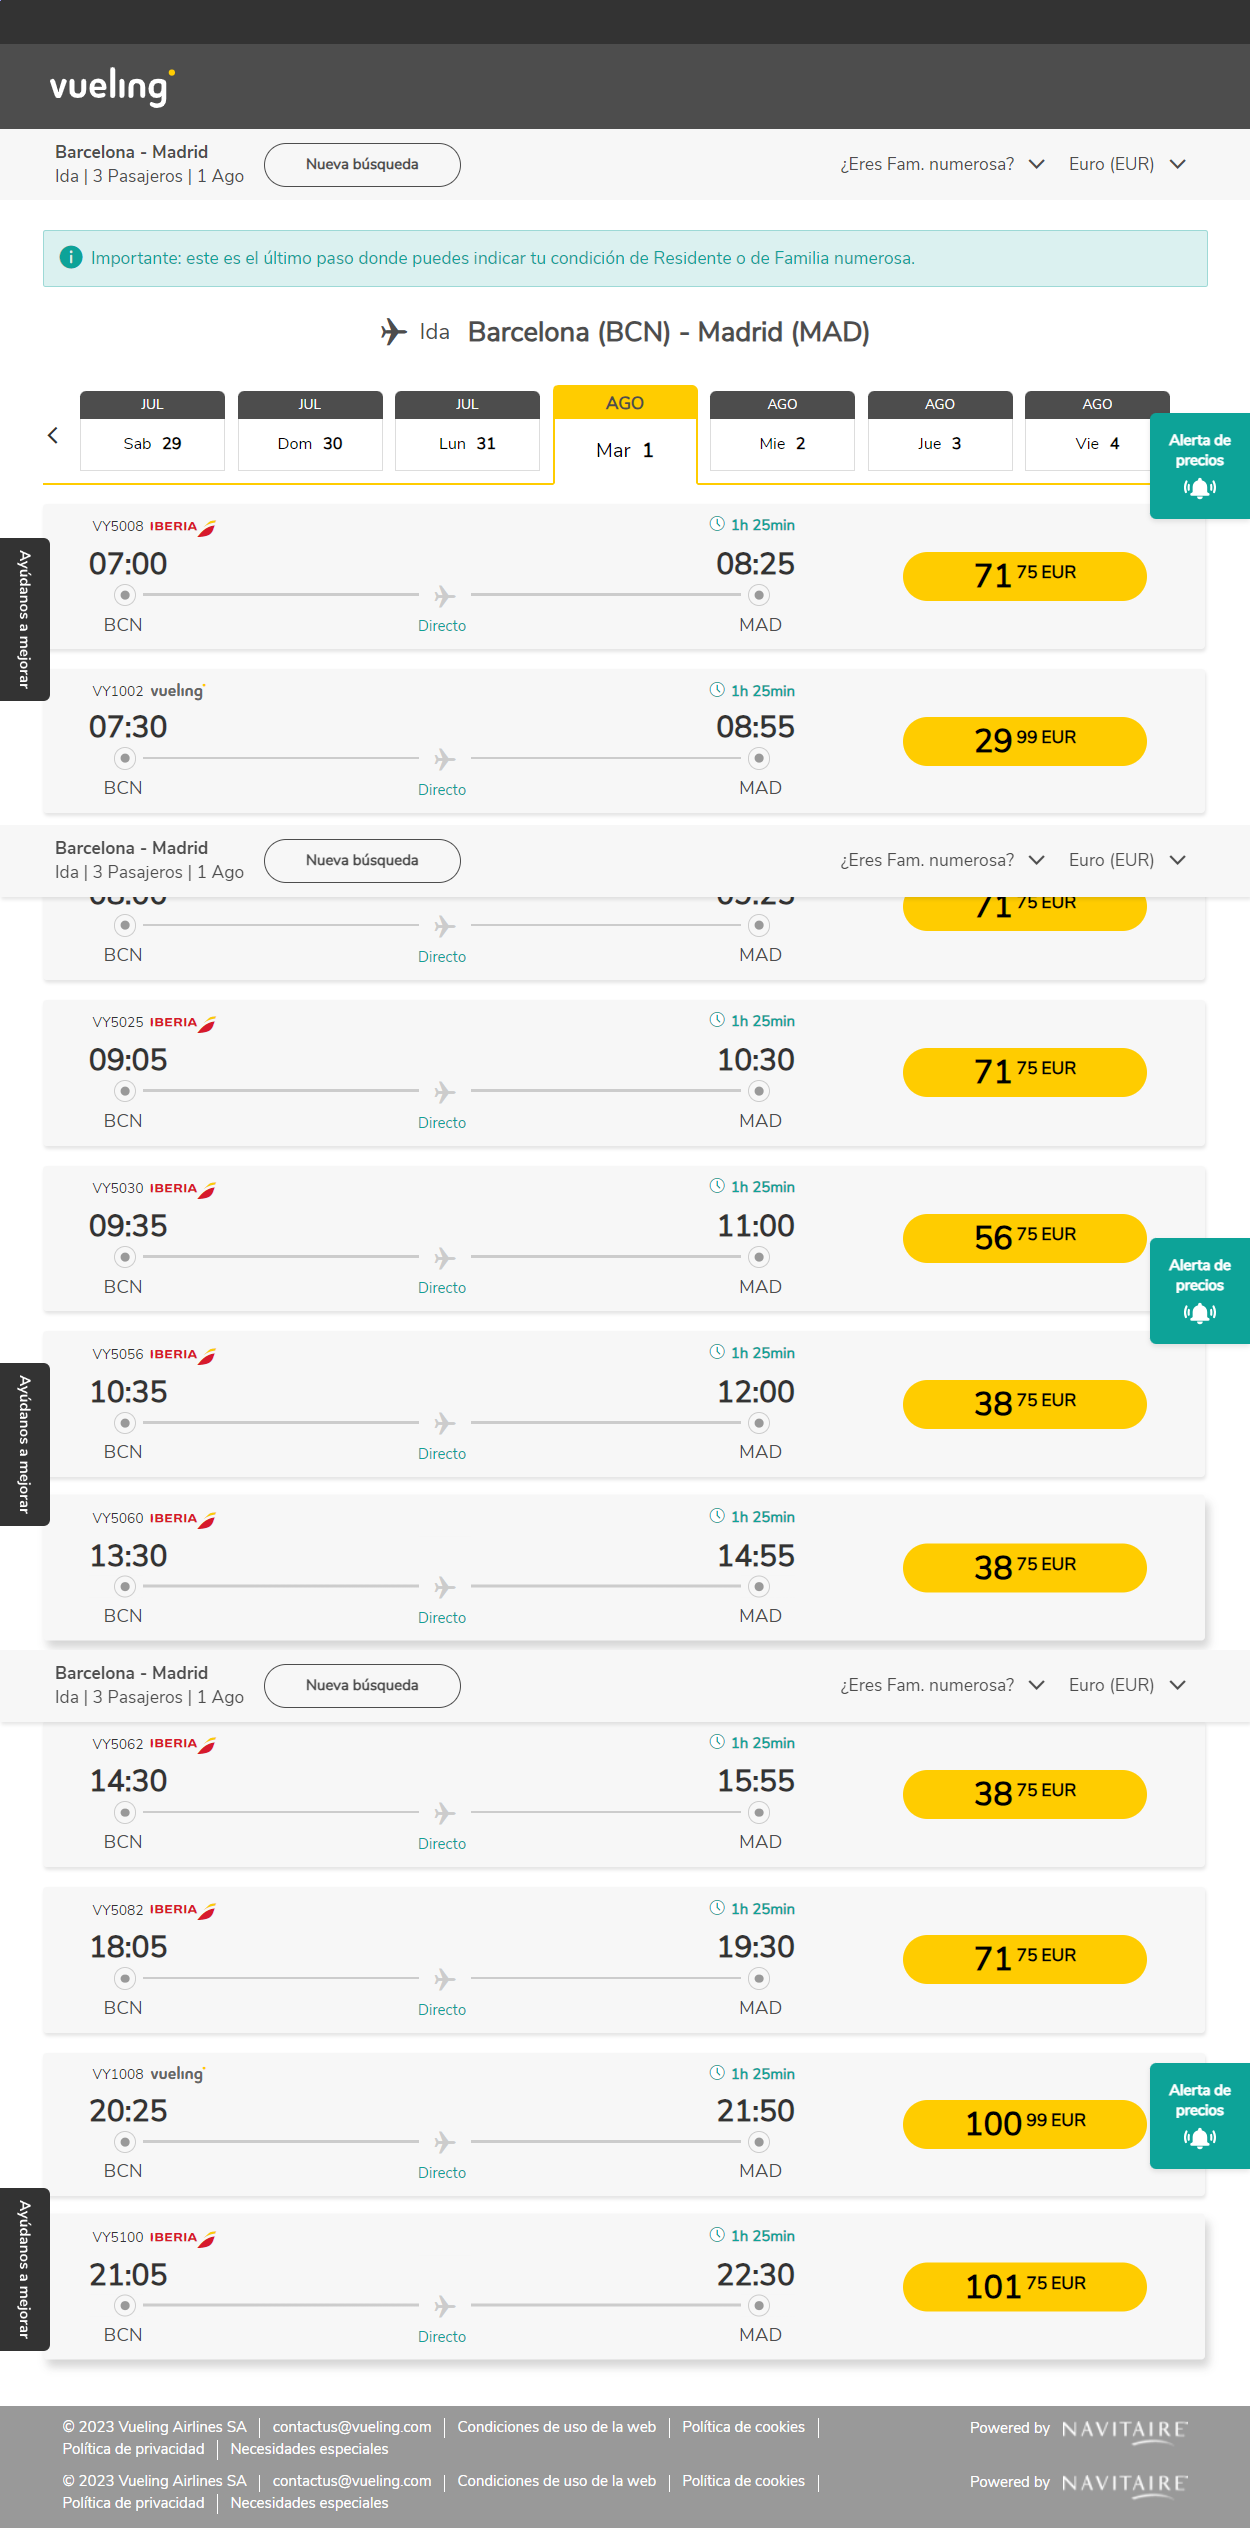 vueling
Barcelona - Madrid
Ida | 3 Pasajeros | 1 Ago
Nueva búsqueda
¿Eres Fam. numerosa?
Euro (EUR)
Importante: este es el último paso donde puedes indicar tu condición de Residente o de Familia numerosa.
Ida Barcelona (BCN) - Madrid (MAD)
JUL JUL JUL AGO AGO AGO AGO
Sab 29 Dom 30 Lun 31 Mar 1 Mie 2 Jue 3 Vie 4
Alerta de
precios
Ayúdanos a mejorar
VY5008 IBERIA 1h 25min
07:00 08:25 71 75 EUR
BCN Directo MAD
VY1002 vueling 1h 25min
07:30 08:55 29 99 EUR
BCN Directo MAD
Barcelona - Madrid
Ida | 3 Pasajeros | 1 Ago
Nueva búsqueda
¿Eres Fam. numerosa?
Euro (EUR)
71 75 EUR
BCN Directo MAD
VY5025 IBERIA 1h 25min
09:05 10:30 71 75 EUR
BCN Directo MAD
VY5030 IBERIA 1h 25min
09:35 11:00 56 75 EUR
BCN Directo MAD
Alerta de
precios
VY5056 IBERIA 1h 25min
10:35 12:00 38 75 EUR
BCN Directo MAD
Ayúdanos a mejorar
VY5060 IBERIA 1h 25min
13:30 14:55 38 75 EUR
BCN Directo MAD
Barcelona - Madrid
Ida | 3 Pasajeros | 1 Ago
Nueva búsqueda
¿Eres Fam. numerosa?
Euro (EUR)
VY5062 IBERIA 1h 25min
14:30 15:55 38 75 EUR
BCN Directo MAD
VY5082 IBERIA 1h 25min
18:05 19:30 71 75 EUR
BCN Directo MAD
VY1008 vueling 1h 25min
20:25 21:50 100 99 EUR
BCN Directo MAD
Alerta de
precios
Ayúdanos a mejorar
VY5100 IBERIA 1h 25min
21:05 22:30 101 75 EUR
BCN Directo MAD
© 2023 Vueling Airlines SA | contactus@vueling.com | Condiciones de uso de la web | Política de cookies |
Política de privacidad | Necesidades especiales
Powered by NAVITAIRE
© 2023 Vueling Airlines SA | contactus@vueling.com | Condiciones de uso de la web | Política de cookies |
Política de privacidad | Necesidades especiales
Powered by NAVITAIRE